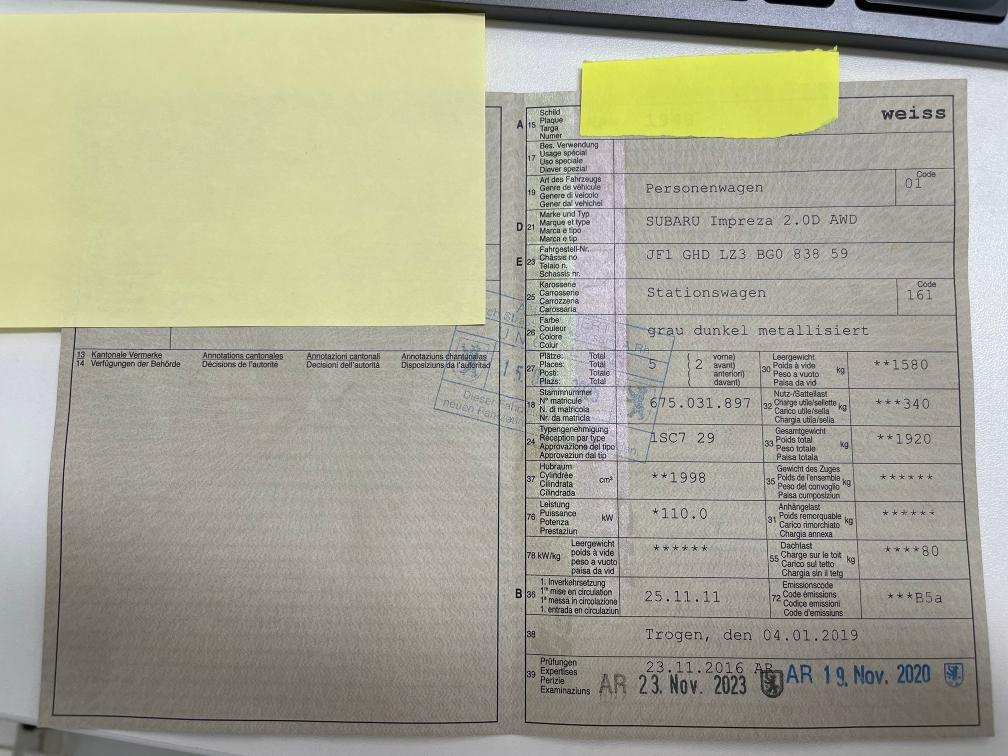 13 Kantonale Vermerke Annotations cantonales Annotazioni cantonali Annotaziuns chantunalas
14 Verfügungen der Behörde Décisions de l'autorité Decisioni dell'autorità Disposiziuns da l'autoritad
A 15 Schild
Plaque
Targa
Numer
weiss
17 Bes. Verwendung
Usage spécial
Uso speciale
Diever spezial
19 Art des Fahrzeugs
Genre de véhicule
Genere di veicolo
Gener dal vehichel
Personenwagen
Code
01
D 21 Marke und Typ
Marque et type
Marca e tipo
Marca e tip
SUBARU Impreza 2.0D AWD
E 23 Fahrgestell-Nr.
Châssis no
Telaio n.
Schassis nr.
JF1 GHD LZ3 BG0 838 59
25 Karosserie
Carrosserie
Carrozzeria
Carossaria
Stationswagen
Code
161
26 Farbe
Couleur
Colore
Colur
grau dunkel metallisiert
27 Plätze: Total
Places: Total
Posti: Totale
Plazs: Total
5 ( 2 vorne)
avant)
anteriori)
davant)
30 Leergewicht
Poids à vide kg
Peso a vuoto
Paisa da vid
**1580
18 Stammnummer
N° matricule
N. di matricola
Nr. da matricla
675.031.897
32 Nutz-/Sattellast
Charge utile/sellette kg
Carico utile/sella
Chargia utila/sella
***340
24 Typengenehmigung
Réception par type
Approvazione del tipo
Approvaziun dal tip
1SC7 29
33 Gesamtgewicht
Poids total kg
Peso totale
Paisa totala
**1920
37 Hubraum
Cylindrée cm³
Cilindrata
Cilindrada
**1998
35 Gewicht des Zuges
Poids de l'ensemble kg
Peso del convoglio
Paisa cumposiziun
******
76 Leistung
Puissance kW
Potenza
Prestaziun
*110.0
31 Anhängelast
Poids remorquable kg
Carico rimorchiato
Chargia annexa
******
78 kW/kg Leergewicht
poids à vide
peso a vuoto
paisa da vid
******
55 Dachlast
Charge sur le toit kg
Carico sul tetto
Chargia sin il tetg
****80
B 36 1. Inverkehrsetzung
1re mise en circulation
1a messa in circolazione
1. entrada en circulaziun
25.11.11
72 Emissionscode
Code émissions
Codice emissioni
Code d'emissiuns
***B5a
38 Trogen, den 04.01.2019
39 Prüfungen
Expertises
Perizie
Examinaziuns
23.11.2016 AR
AR 23. Nov. 2023
AR 19. Nov. 2020